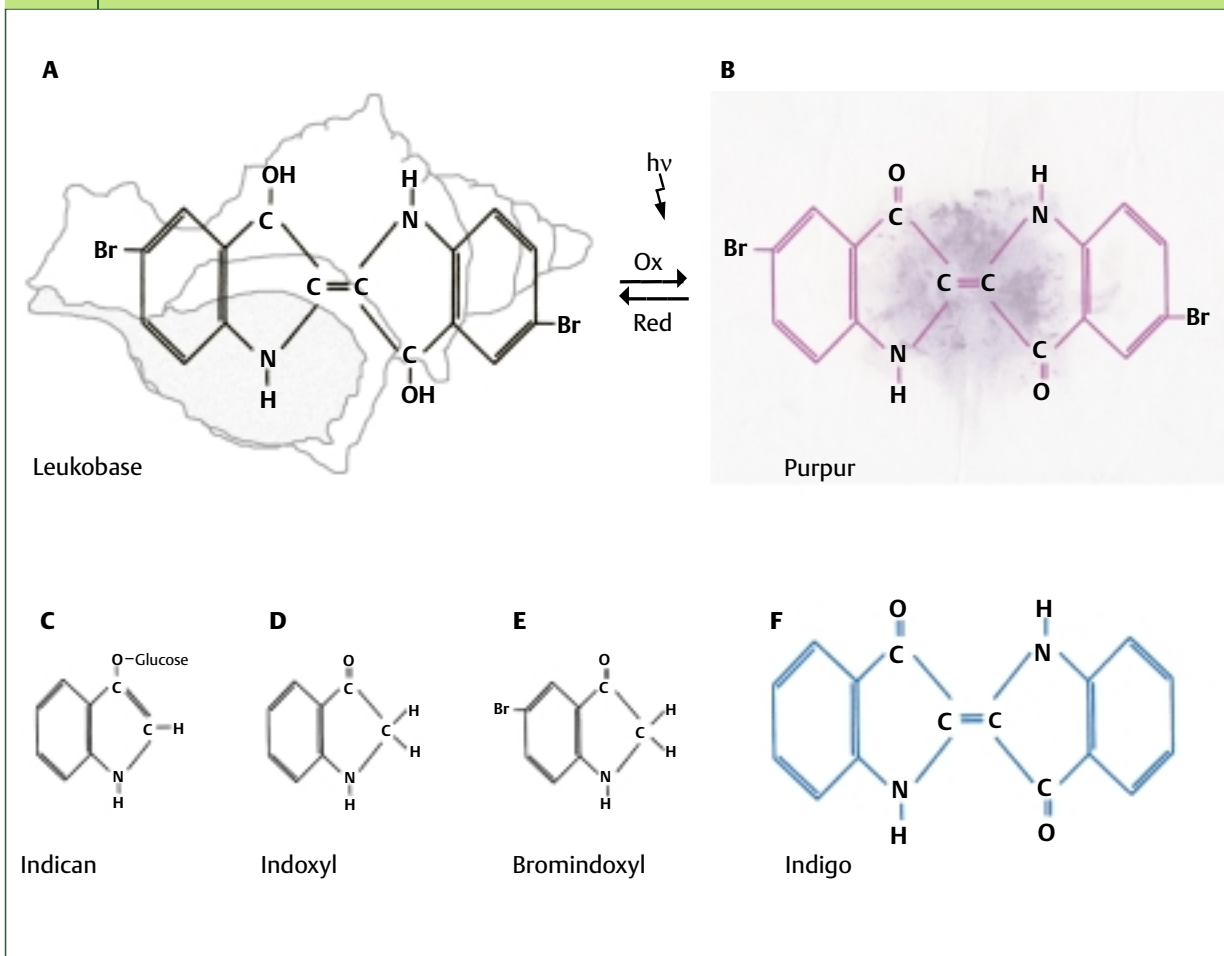 A
B
OH
H
C
N
Br
C
C
Br
N
H
C
OH
Leukobase
hν
Ox
Red
O
H
C
N
Br
C
C
Br
N
H
C
O
Purpur
C
D
E
F
O–Glucose
C
C
H
N
H
Indican
O
C
H
C
H
N
H
Indoxyl
O
C
Br
H
C
H
N
H
Bromindoxyl
O
H
C
N
C
C
N
H
C
O
Indigo